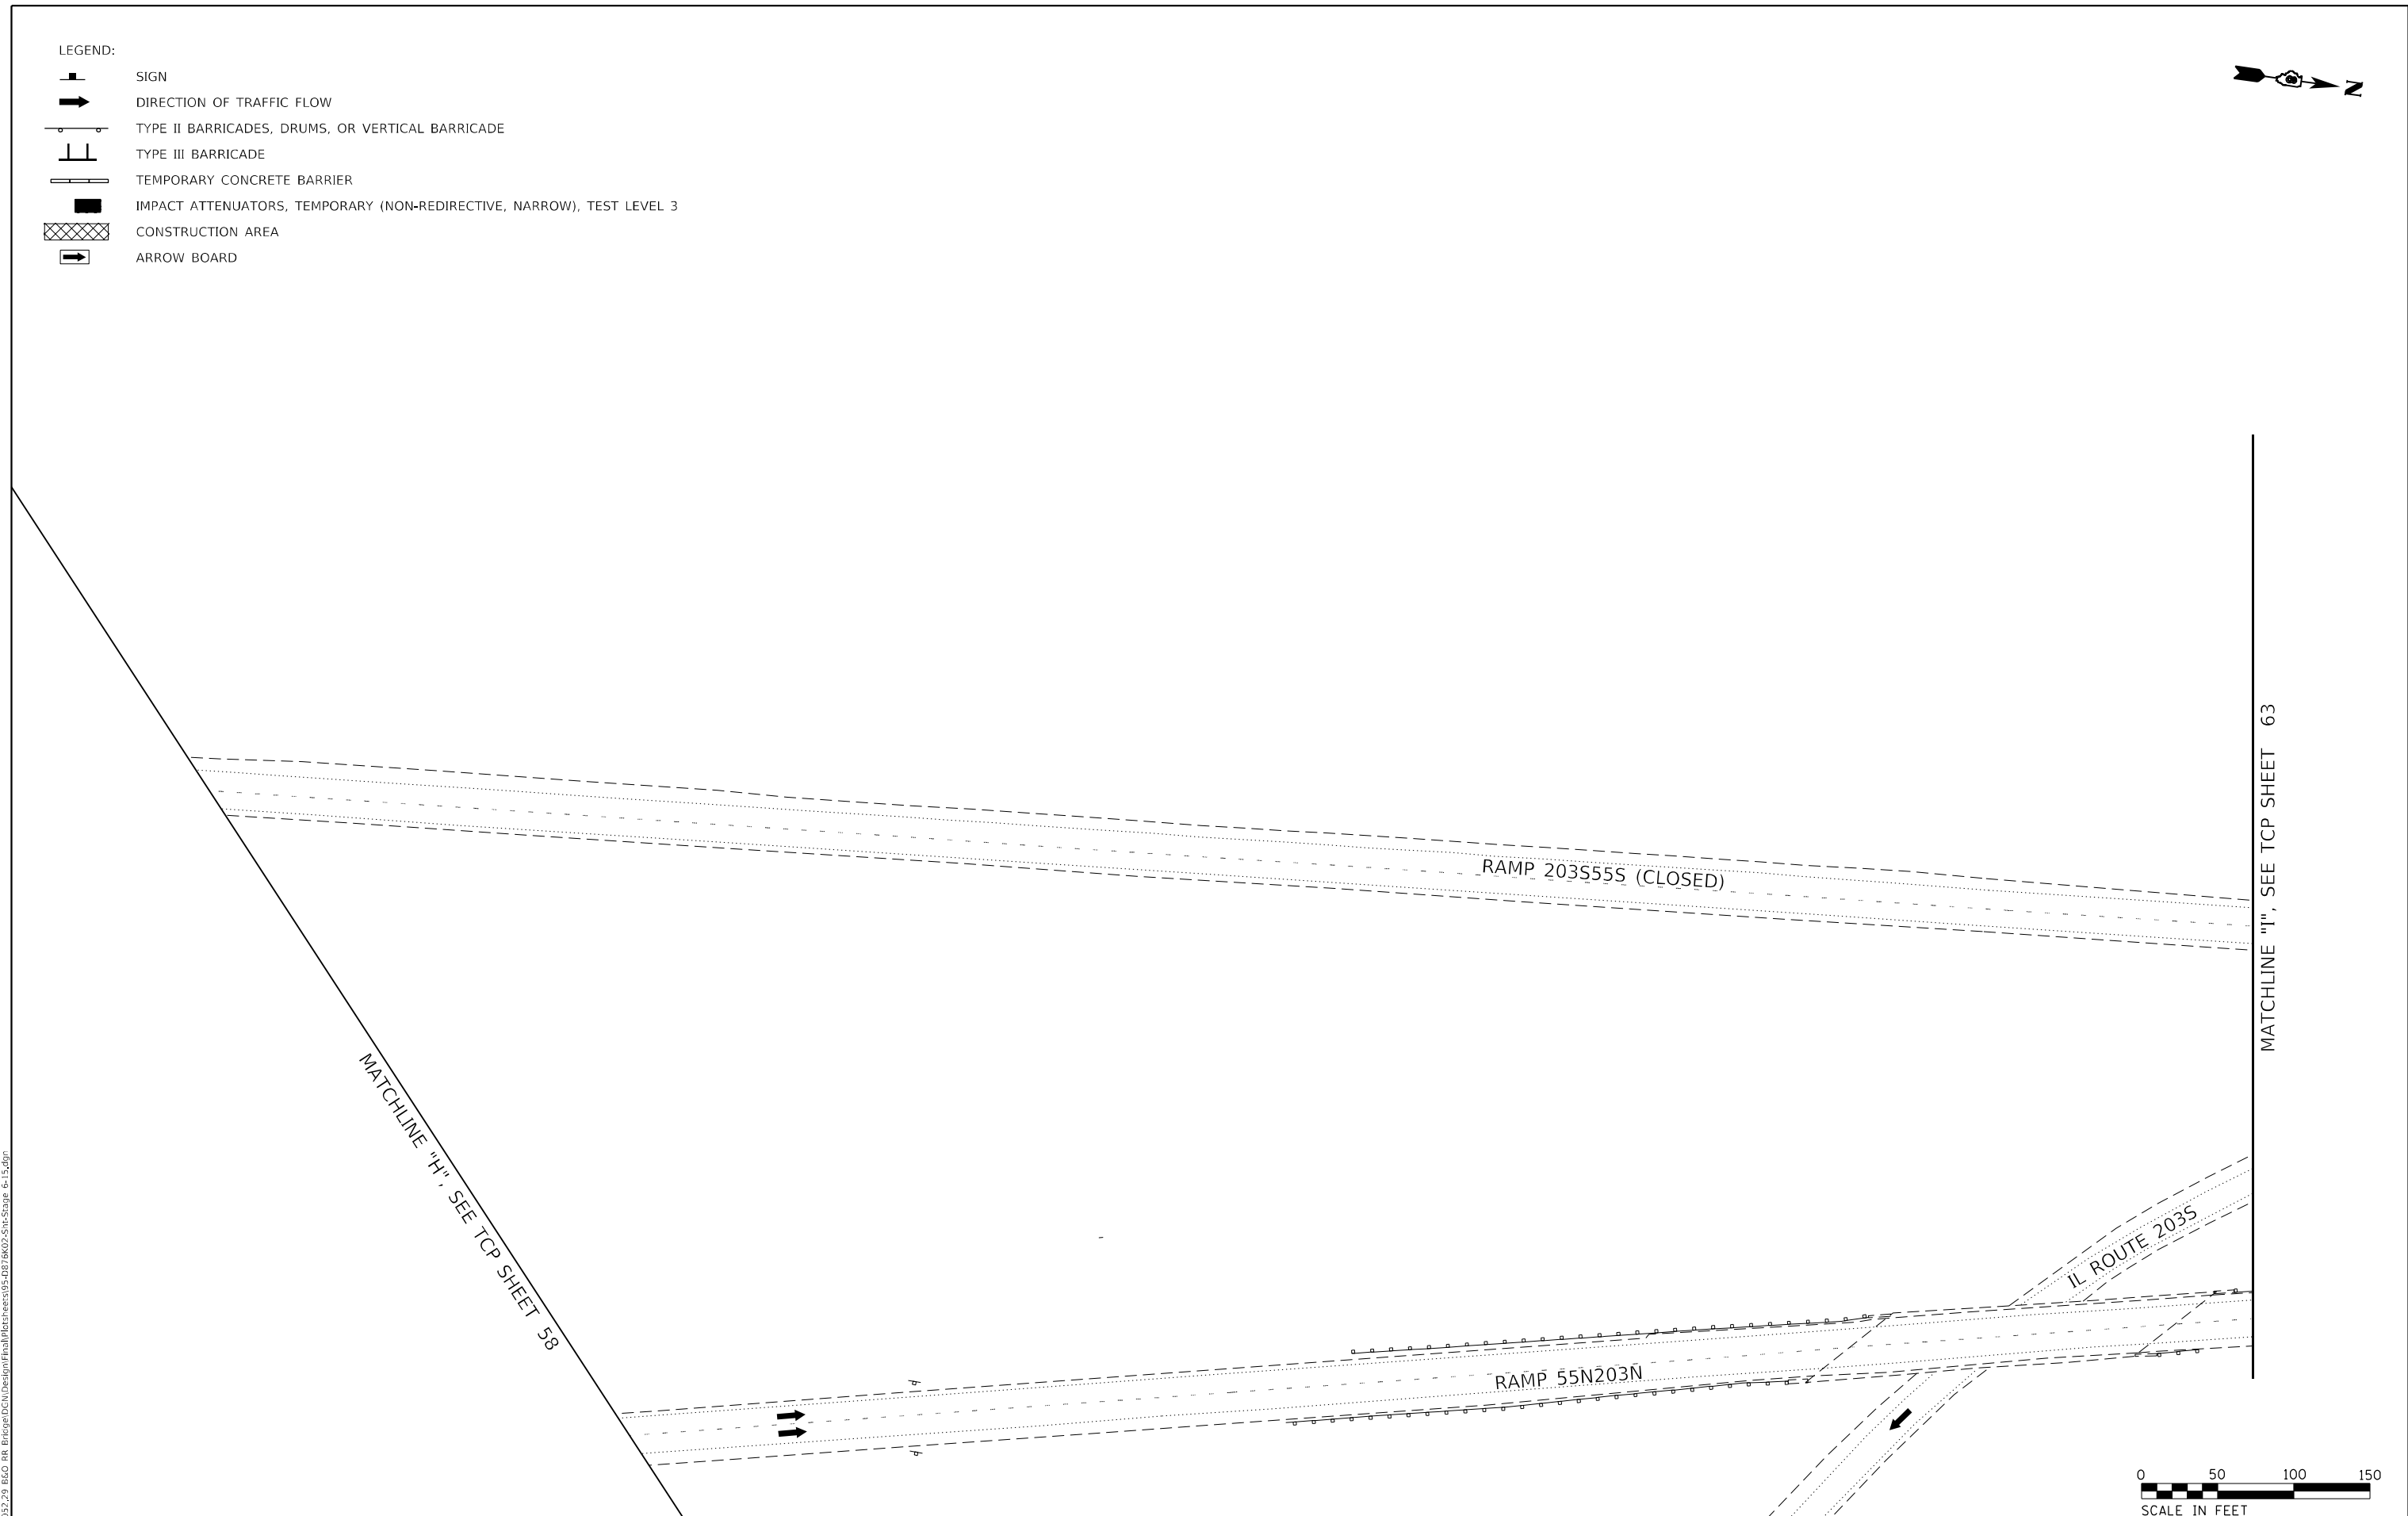 LEGEND:
SIGN
DIRECTION OF TRAFFIC FLOW
TYPE II BARRICADES, DRUMS, OR VERTICAL BARRICADE
TYPE III BARRICADE
TEMPORARY CONCRETE BARRIER
IMPACT ATTENUATORS, TEMPORARY (NON-REDIRECTIVE, NARROW), TEST LEVEL 3
CONSTRUCTION AREA
ARROW BOARD
N
RAMP 203S55S (CLOSED)
MATCHLINE "I", SEE TCP SHEET 63
MATCHLINE "H", SEE TCP SHEET 58
IL ROUTE 203S
RAMP 55N203N
0 50 100 150
SCALE IN FEET